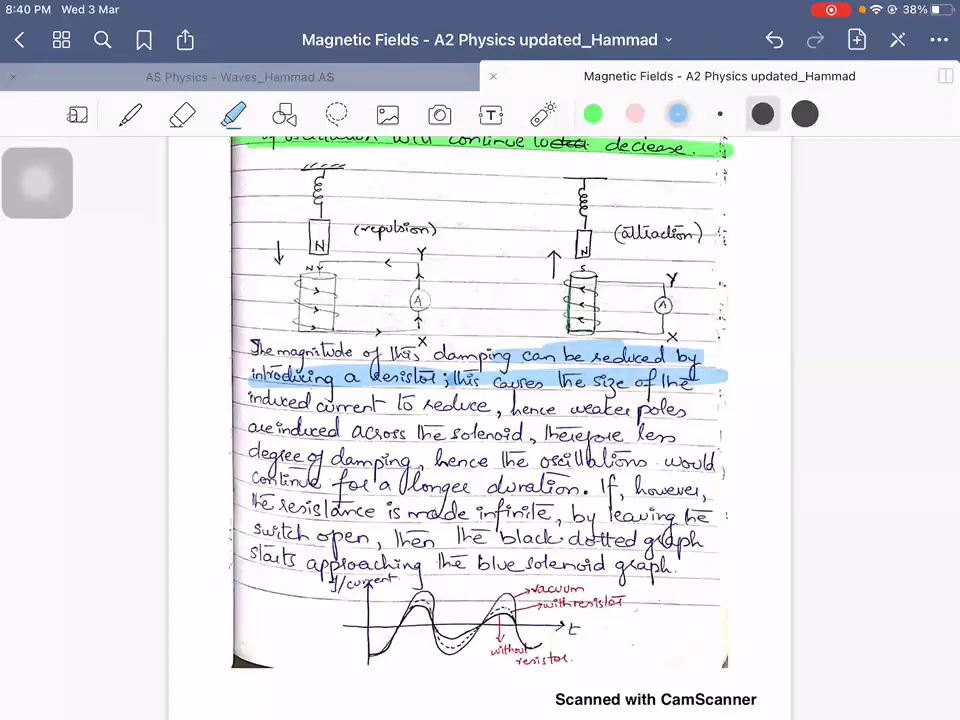 8:40 PM Wed 3 Mar
38%
Magnetic Fields - A2 Physics updated_Hammad
AS Physics - Waves_Hammad AS
Magnetic Fields - A2 Physics updated_Hammad
of oscillation will continue to decrease.
N
(repulsion)
N
(attraction)
N
Y
A
X
S
Y
A
X
The magnitude of this damping can be reduced by
introducing a resistor; this causes the size of the
induced current to reduce, hence weaker poles
are induced across the solenoid, therefore less
degree of damping, hence the oscillations would
continue for a longer duration. If, however,
the resistance is made infinite, by leaving the
switch open, then the black dotted graph
starts approaching the blue solenoid graph.
/current
vacuum
with resistor
t
without
resistor.
Scanned with CamScanner